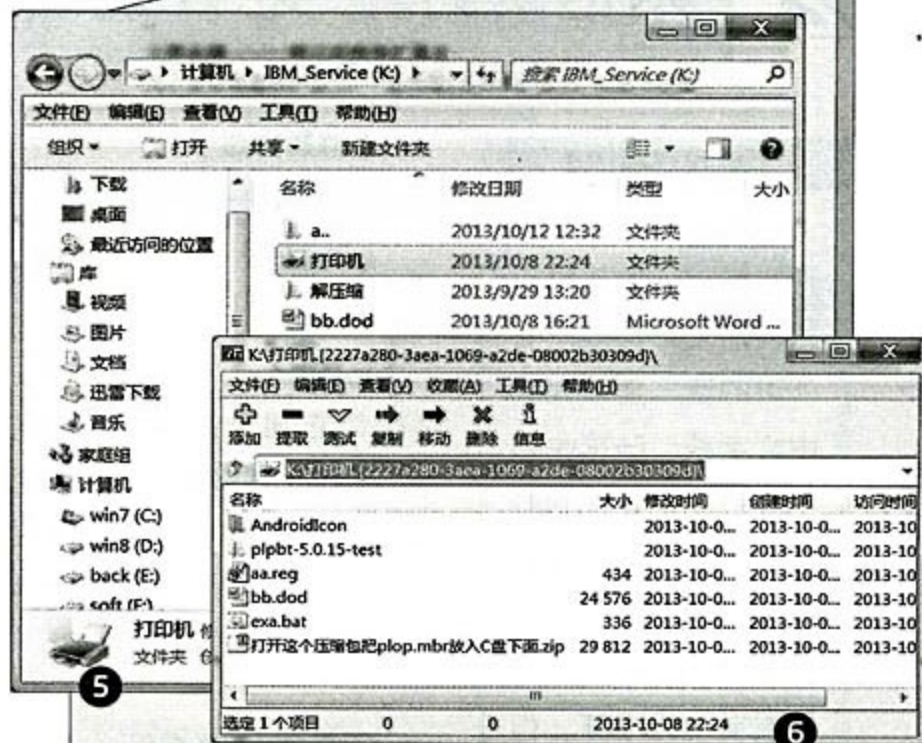 计算机 ▸ IBM_Service (K:) ▸ 搜索 IBM_Service (K:)
文件(F) 编辑(E) 查看(V) 工具(T) 帮助(H)
组织 打开 共享 新建文件夹
名称 修改日期 类型 大小
下载
桌面
最近访问的位置
库
视频
图片
文档
迅雷下载
音乐
家庭组
计算机
win7 (C:)
win8 (D:)
back (E:)
soft (F:)
a.. 2013/10/12 12:32 文件夹
打印机 2013/10/8 22:24 文件夹
解压缩 2013/9/29 13:20 文件夹
bb.dod 2013/10/8 16:21 Microsoft Word ...
打印机
文件夹
5
K:\打印机.{2227a280-3aea-1069-a2de-08002b30309d}\
文件(F) 编辑(E) 查看(V) 收藏(A) 工具(T) 帮助(H)
添加 提取 测试 复制 移动 删除 信息
K:\打印机.{2227a280-3aea-1069-a2de-08002b30309d}\
名称 大小 修改时间 创建时间 访问时间
AndroidIcon 2013-10-0... 2013-10-0... 2013-10
plpbt-5.0.15-test 2013-10-0... 2013-10-0... 2013-10
aa.reg 434 2013-10-0... 2013-10-0... 2013-10
bb.dod 24 576 2013-10-0... 2013-10-0... 2013-10
exa.bat 336 2013-10-0... 2013-10-0... 2013-10
打开这个压缩包把plop.mbr放入C盘下面.zip 29 812 2013-10-0... 2013-10-0... 2013-10
选定 1 个项目 0 0 2013-10-08 22:24
6